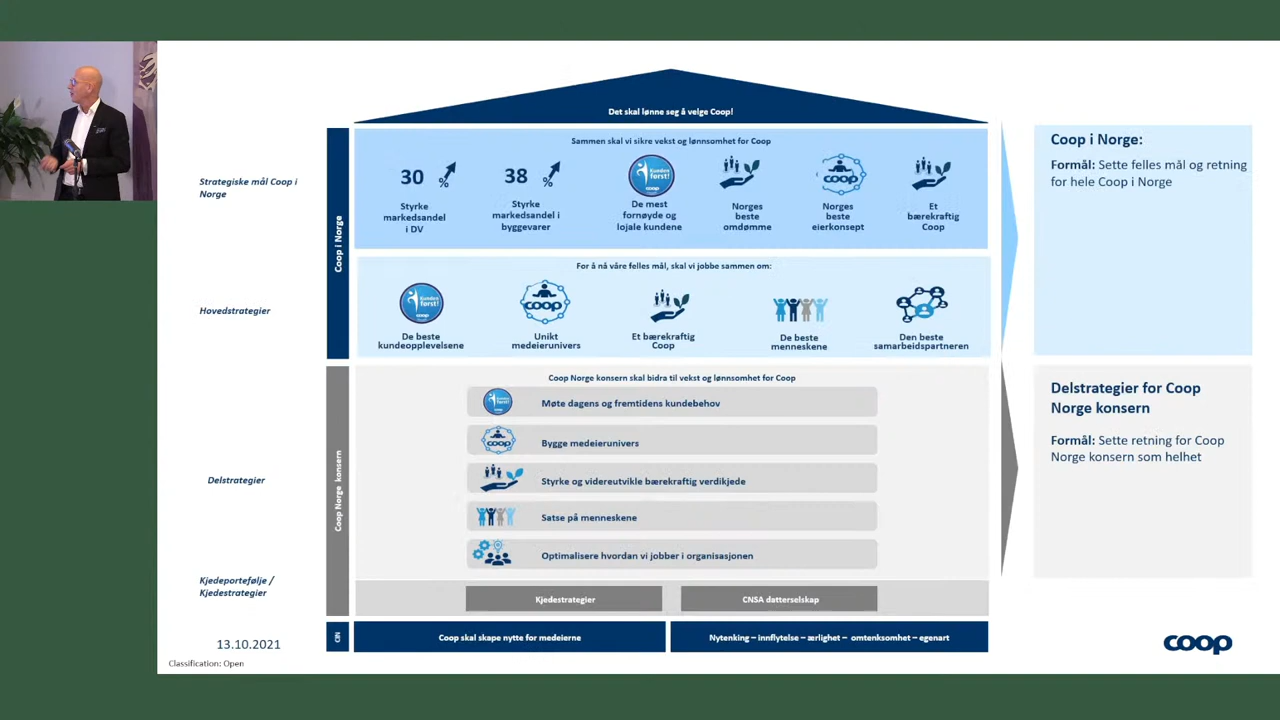 Det skal lønne seg å velge Coop!
Sammen skal vi sikre vekst og lønnsomhet for Coop
Strategiske mål Coop i
Norge
Coop i Norge
30
%
Styrke
markedsandel
i DV
38
%
Styrke
markedsandel i
byggevarer
Kunden
først!
coop
De mest
fornøyde og
lojale kundene
Norges
beste
omdømme
coop
Norges
beste
eierkonsept
Et
bærekraftig
Coop
Hovedstrategier
For å nå våre felles mål, skal vi jobbe sammen om:
Kunden
først!
coop
De beste
kundeopplevelsene
coop
Unikt
medeierunivers
Et bærekraftig
Coop
De beste
menneskene
Den beste
samarbeidspartneren
Coop i Norge:
Formål: Sette felles mål og retning
for hele Coop i Norge
Delstrategier
Coop Norge konsern
Coop Norge konsern skal bidra til vekst og lønnsomhet for Coop
Møte dagens og fremtidens kundebehov
coop
Bygge medeierunivers
Styrke og videreutvikle bærekraftig verdikjede
Satse på menneskene
Optimalisere hvordan vi jobber i organisasjonen
Delstrategier for Coop
Norge konsern
Formål: Sette retning for Coop
Norge konsern som helhet
Kjedeportefølje /
Kjedestrategier
Kjedestrategier
CNSA datterselskap
CiN
Coop skal skape nytte for medeierne
Nytenking – innflytelse – ærlighet – omtenksomhet – egenart
13.10.2021
Classification: Open
coop